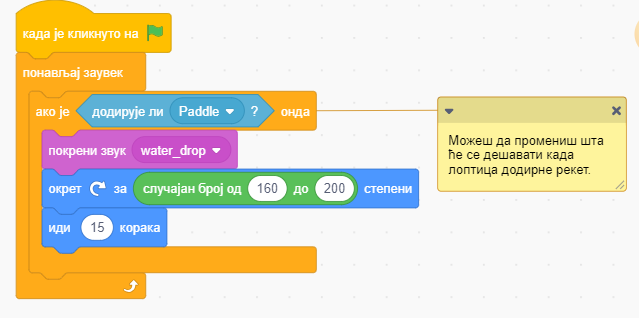 када је кликнуто на
понављај заувек
ако је додирује ли Paddle ? онда
покрени звук water_drop
окрет за случајан број од 160 до 200 степени
иди 15 корака
Можеш да промениш шта
ће се дешавати када
лоптица додирне рекет.